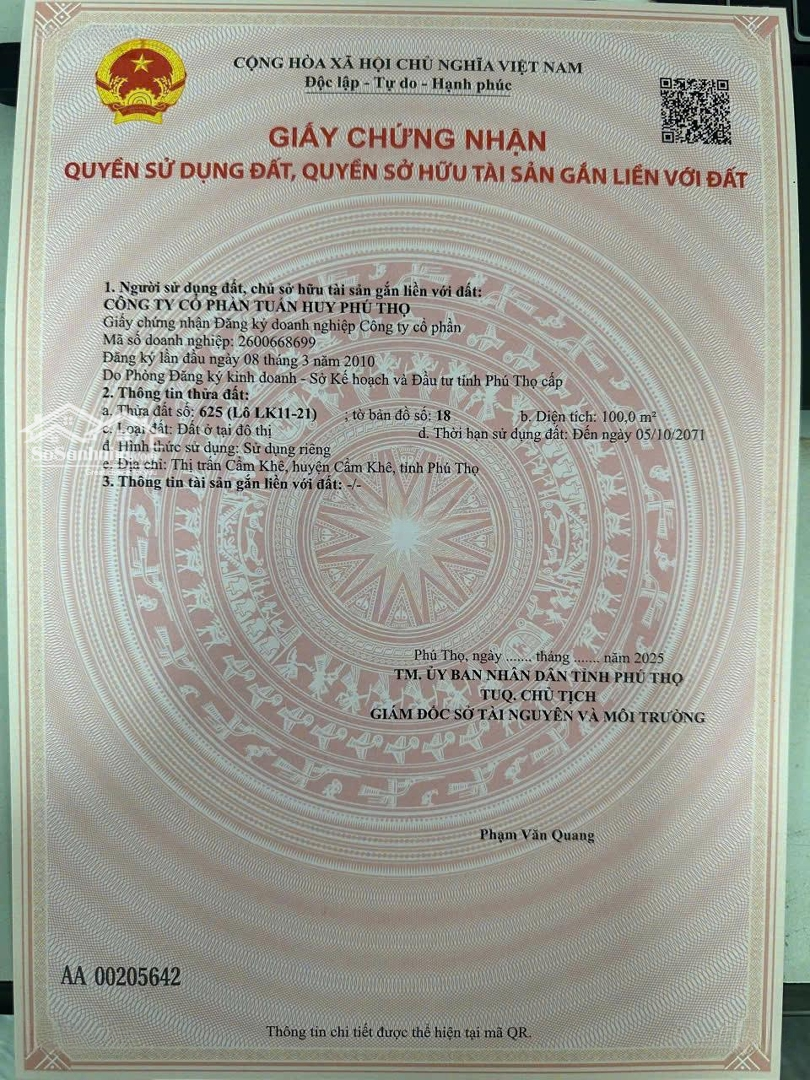 CỘNG HÒA XÃ HỘI CHỦ NGHĨA VIỆT NAM
Độc lập - Tự do - Hạnh phúc
GIẤY CHỨNG NHẬN
QUYỀN SỬ DỤNG ĐẤT, QUYỀN SỞ HỮU TÀI SẢN GẮN LIỀN VỚI ĐẤT
1. Người sử dụng đất, chủ sở hữu tài sản gắn liền với đất:
CÔNG TY CỔ PHẦN TUẤN HUY PHÚ THỌ
Giấy chứng nhận Đăng ký doanh nghiệp Công ty cổ phần
Mã số doanh nghiệp: 2600668699
Đăng ký lần đầu ngày 08 tháng 3 năm 2010
Do Phòng Đăng ký kinh doanh - Sở Kế hoạch và Đầu tư tỉnh Phú Thọ cấp
2. Thông tin thửa đất:
a. Thửa đất số: 625 (Lô LK11-21) ; tờ bản đồ số: 18 b. Diện tích: 100,0 m²
c. Loại đất: Đất ở tại đô thị d. Thời hạn sử dụng đất: Đến ngày 05/10/2071
đ. Hình thức sử dụng: Sử dụng riêng
e. Địa chỉ: Thị trấn Cẩm Khê, huyện Cẩm Khê, tỉnh Phú Thọ
3. Thông tin tài sản gắn liền với đất: -/-
Phú Thọ, ngày ....... tháng ....... năm 2025
TM. ỦY BAN NHÂN DÂN TỈNH PHÚ THỌ
TUQ. CHỦ TỊCH
GIÁM ĐỐC SỞ TÀI NGUYÊN VÀ MÔI TRƯỜNG
Phạm Văn Quang
AA 00205642
Thông tin chi tiết được thể hiện tại mã QR.